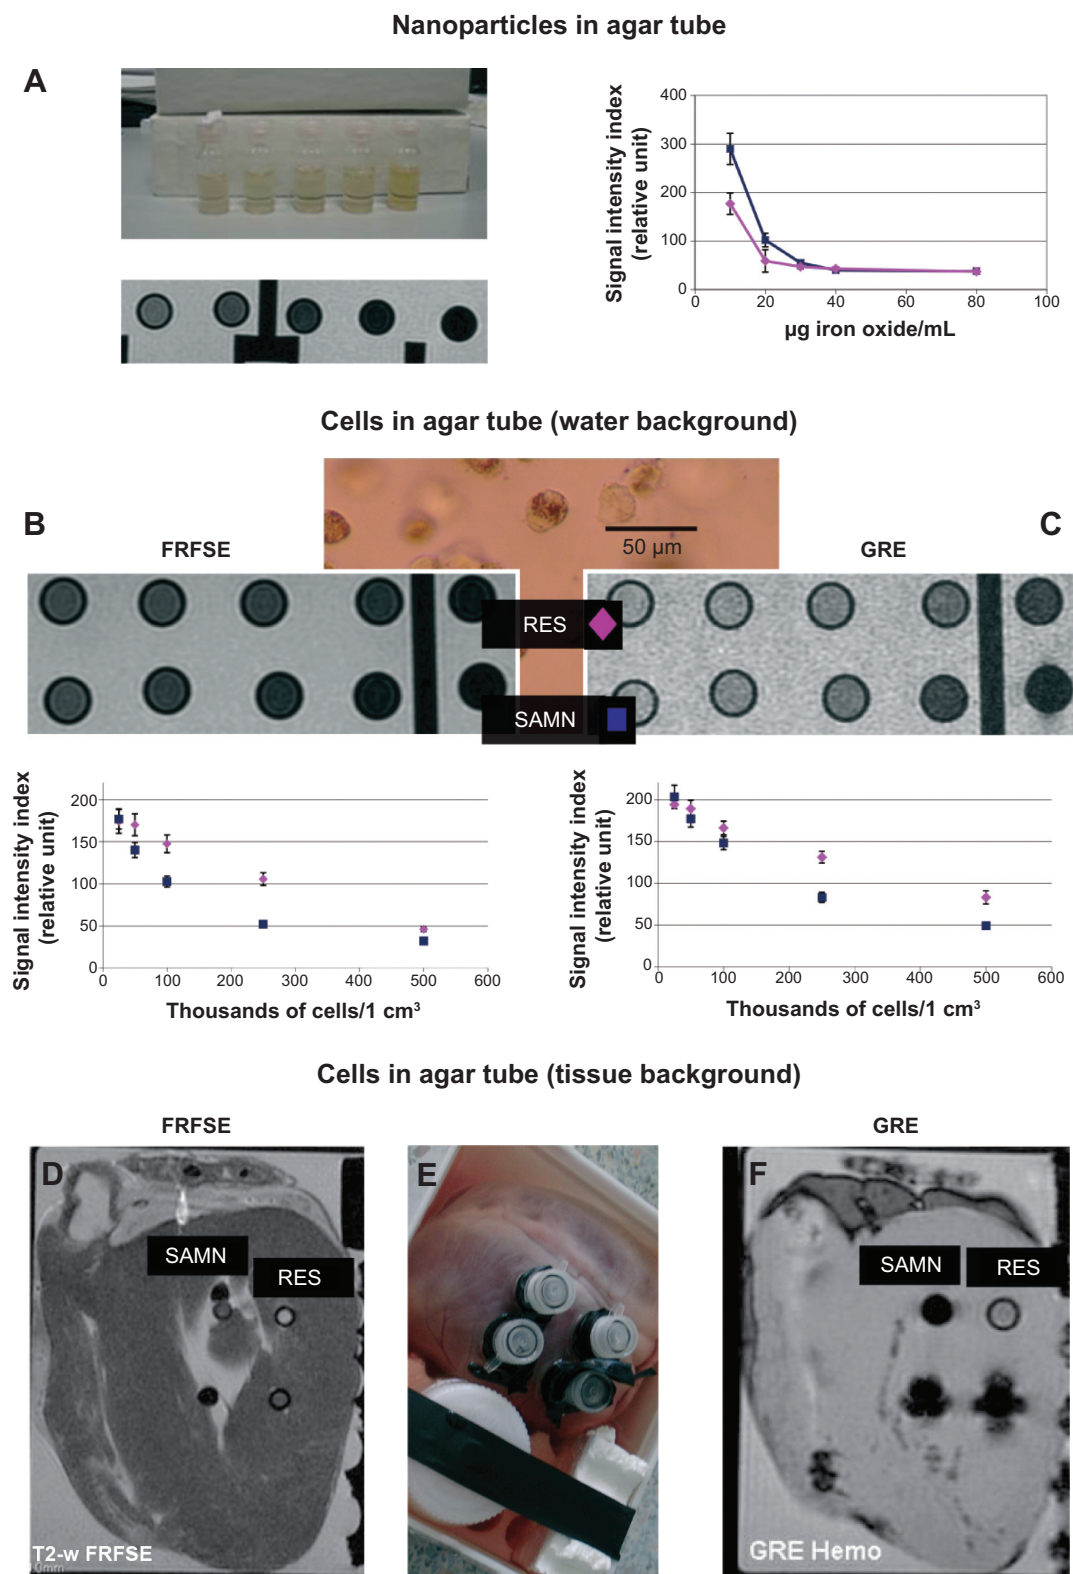 Nanoparticles in agar tube
A
Signal intensity index
(relative unit)
400
300
200
100
0
0 20 40 60 80 100
µg iron oxide/mL
Cells in agar tube (water background)
B
FRFSE
50 µm
C
GRE
RES
SAMN
Signal intensity index
(relative unit)
200
150
100
50
0
0 100 200 300 400 500 600
Thousands of cells/1 cm³
Signal intensity index
(relative unit)
200
150
100
50
0
0 100 200 300 400 500 600
Thousands of cells/1 cm³
Cells in agar tube (tissue background)
FRFSE
GRE
D
SAMN
RES
T2-w FRFSE
10mm
E
F
SAMN
RES
GRE Hemo